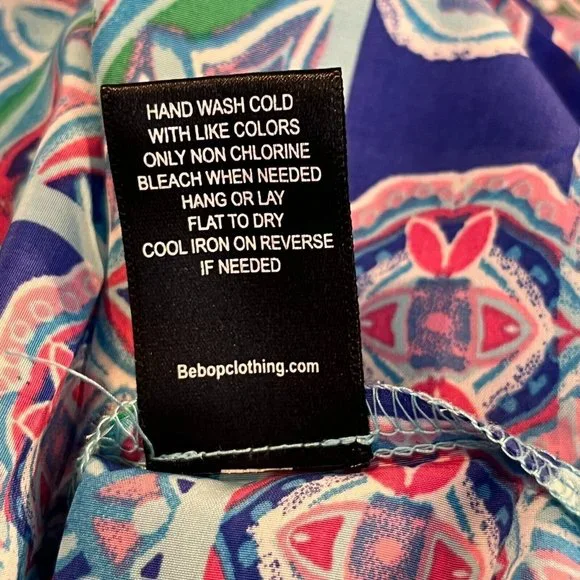 HAND WASH COLD
WITH LIKE COLORS
ONLY NON CHLORINE
BLEACH WHEN NEEDED
HANG OR LAY
FLAT TO DRY
COOL IRON ON REVERSE
IF NEEDED
Bebopclothing.com